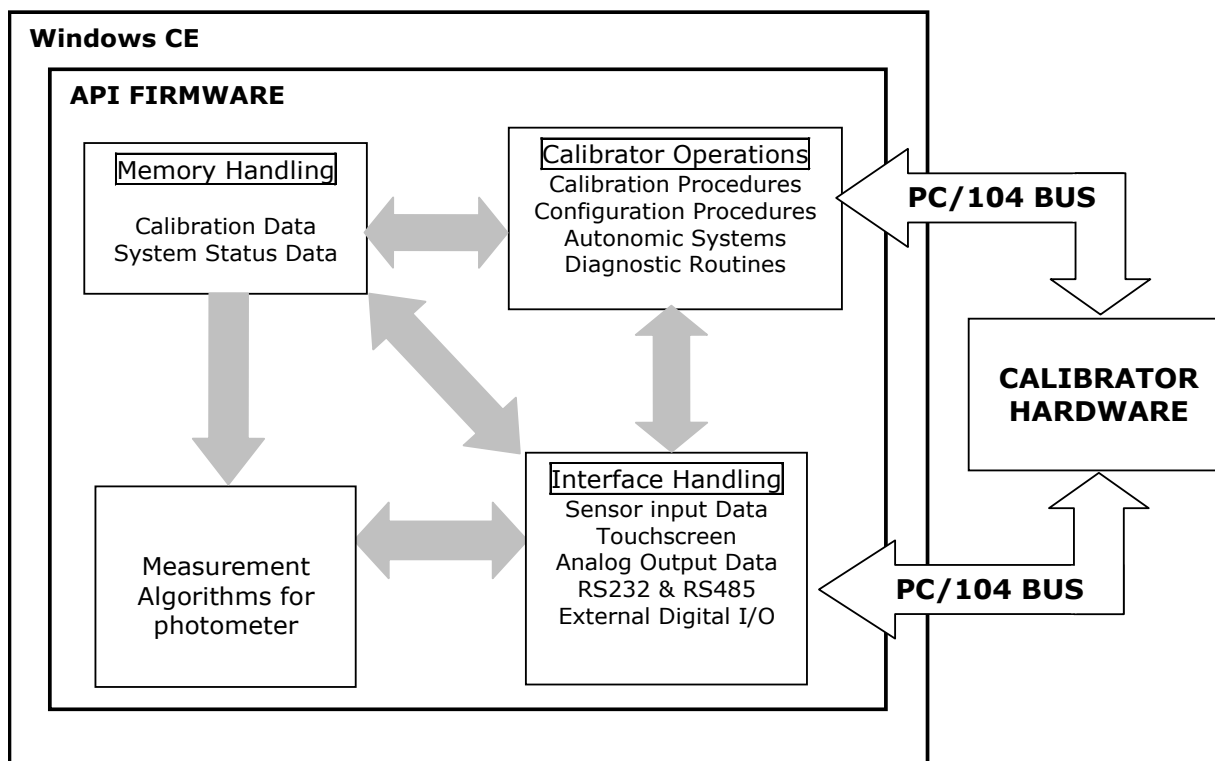 Windows CE
API FIRMWARE
Memory Handling
Calibration Data
System Status Data
Calibrator Operations
Calibration Procedures
Configuration Procedures
Autonomic Systems
Diagnostic Routines
PC/104 BUS
CALIBRATOR
HARDWARE
Measurement
Algorithms for
photometer
Interface Handling
Sensor input Data
Touchscreen
Analog Output Data
RS232 & RS485
External Digital I/O
PC/104 BUS